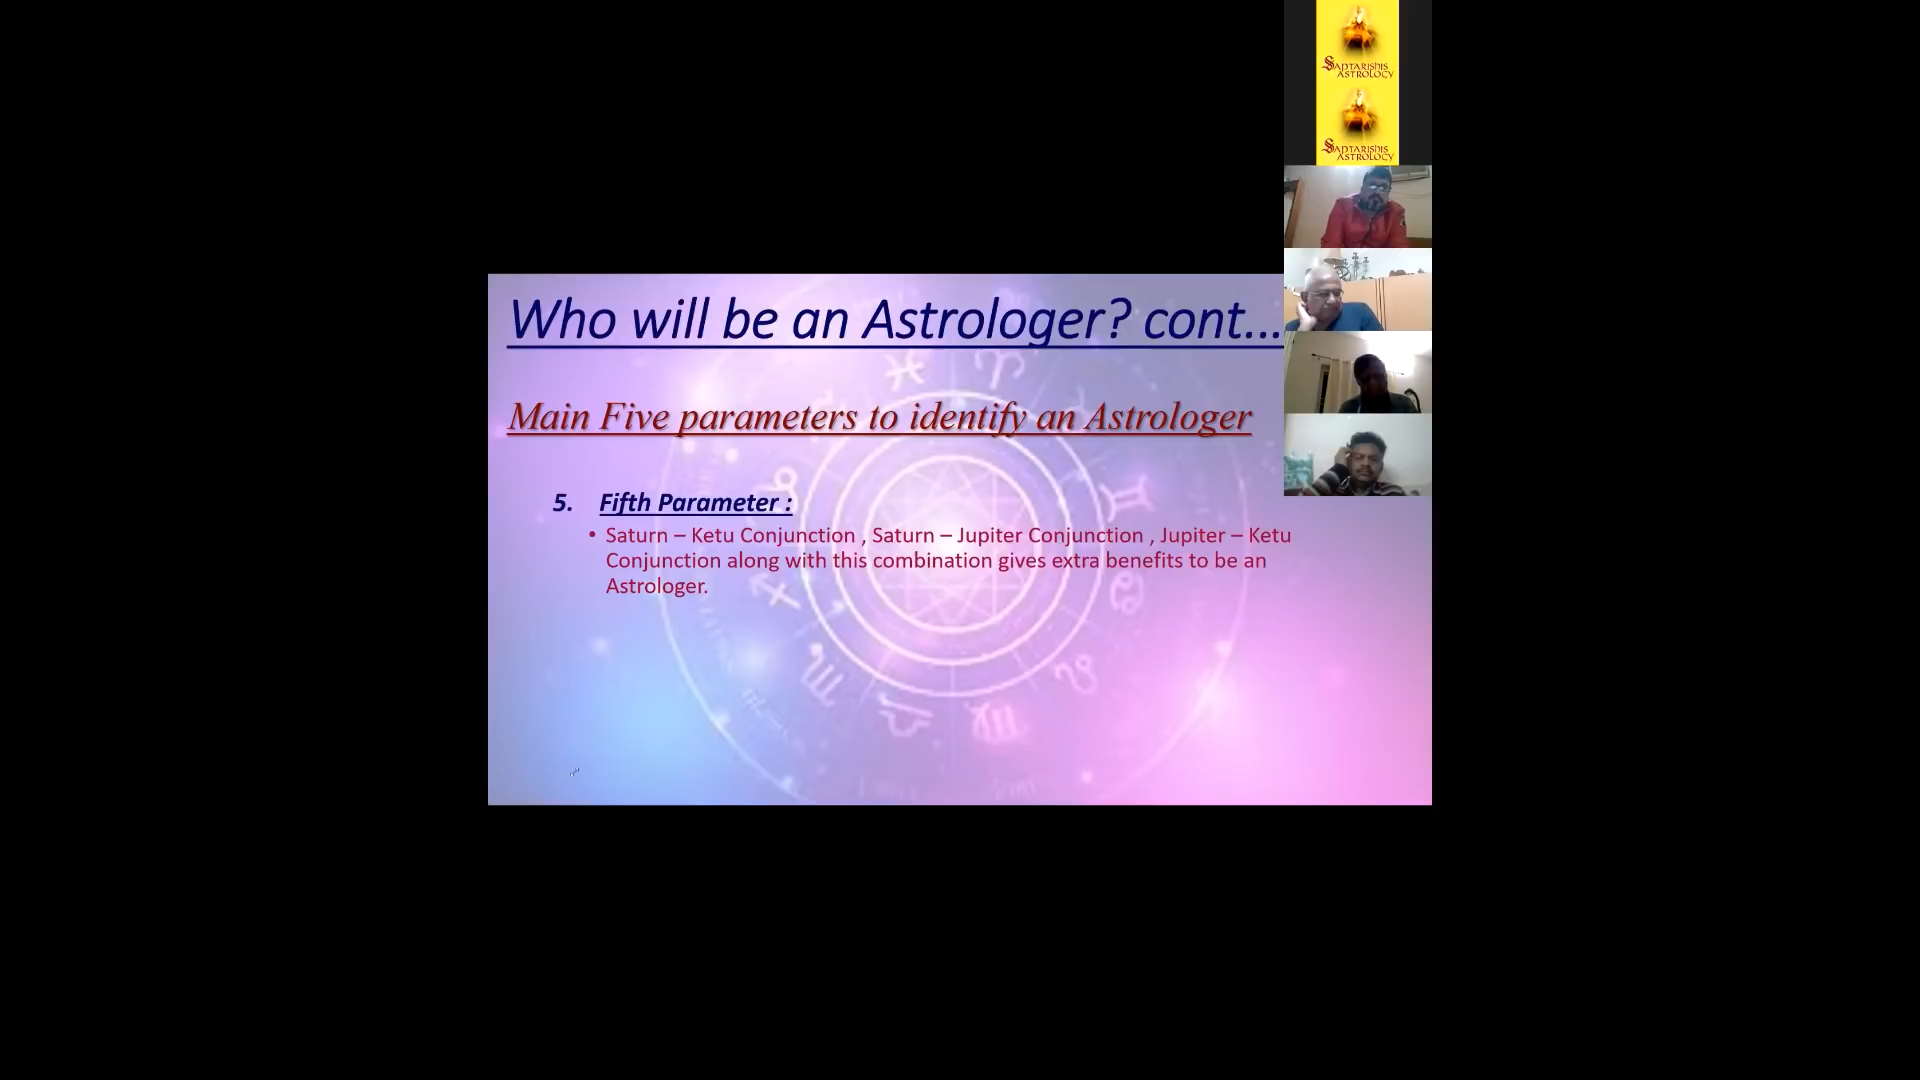 SAPTARISHIS
ASTROLOGY
SAPTARISHIS
ASTROLOGY
Who will be an Astrologer? cont...
Main Five parameters to identify an Astrologer
5. Fifth Parameter :
• Saturn – Ketu Conjunction , Saturn – Jupiter Conjunction , Jupiter – Ketu
Conjunction along with this combination gives extra benefits to be an
Astrologer.